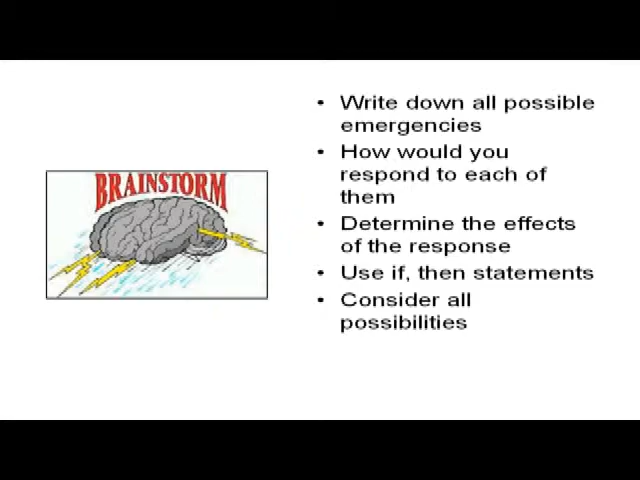 BRAINSTORM
• Write down all possible
emergencies
• How would you
respond to each of
them
• Determine the effects
of the response
• Use if, then statements
• Consider all
possibilities